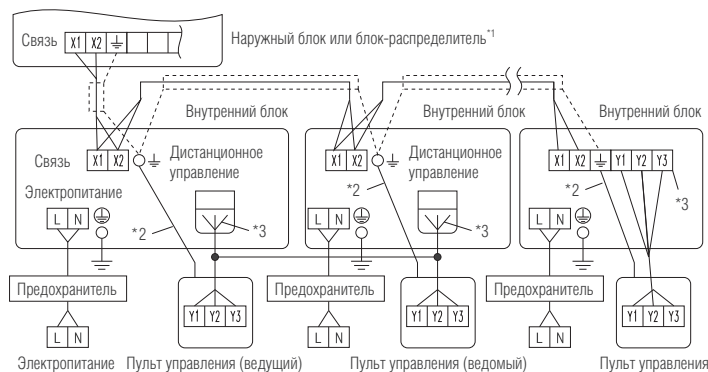 Связь X1 X2 Наружный блок или блок-распределитель*1
Внутренний блок Внутренний блок Внутренний блок
Связь X1 X2 Дистанционное управление X1 X2 Дистанционное управление X1 X2 Y1 Y2 Y3
Электропитание *2 *2 *3
L N *2 *3 L N *3 L N
Предохранитель Предохранитель Предохранитель
Y1 Y2 Y3 Y1 Y2 Y3 Y1 Y2 Y3
L N L N L N
Электропитание Пульт управления (ведущий) Пульт управления (ведомый) Пульт управления